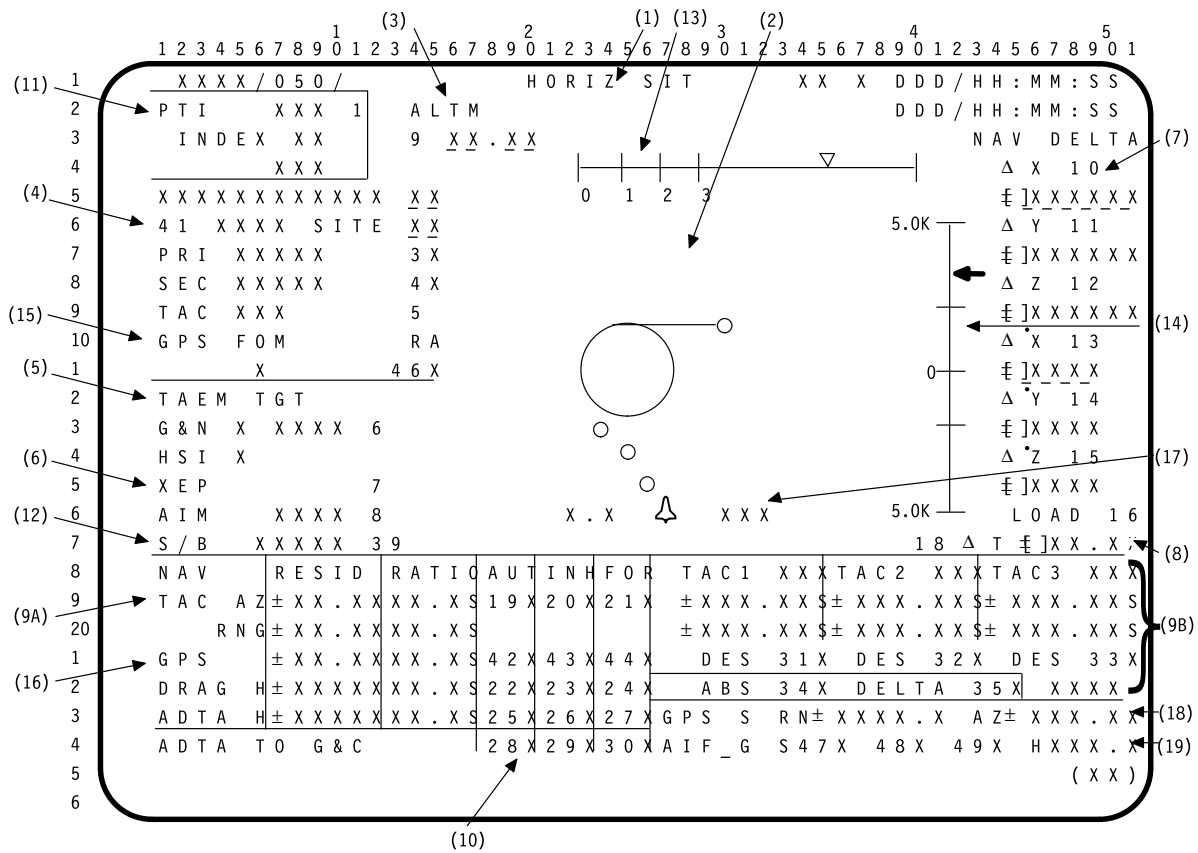 (3) (1) (13) (2)
1 2 3 4 5
0 0 0 0 0
1 2 3 4 5 6 7 8 9 0 1 2 3 4 5 6 7 8 9 0 1 2 3 4 5 6 7 8 9 0 1 2 3 4 5 6 7 8 9 0 1 2 3 4 5 6 7 8 9 0 1
1 XXXX/050/ HORIZ SIT XX X DDD/HH:MM:SS
(11) 2 PTI XXX 1 ALTM DDD/HH:MM:SS
3 INDEX XX 9 XX.XX NAV DELTA (7)
4 XXX Δ X 10
0 1 2 3
(4) 5 XXXXXXXXXXXX XX [ ]XXXXXX
6 41 XXXX SITE XX 5.0K Δ Y 11
7 PRI XXXXX 3X [ ]XXXXXX
8 SEC XXXXX 4X Δ Z 12
(15) 9 TAC XXX 5 [ ]XXXXXX (14)
10 GPS FOM RA Δ Ẋ 13
1 X 46X 0 [ ]XXXX
(5) 2 TAEM TGT Δ Ẏ 14
3 G&N X XXXX 6 [ ]XXX
(6) 4 HSI X Δ Ż 15 (17)
5 XEP 7 [ ]XXXX
(12) 6 AIM XXXX 8 X.X XXX 5.0K LOAD 16
7 S/B XXXXX 39 18 Δ T [ ]XX.X (8)
8 NAV RESID RATIO AUT INH FOR TAC1 XXX TAC2 XXX TAC3 XXX
(9A) 9 TAC AZ ±XX.XX XX.XS 19X 20X 21X ±XXX.XXS ±XXX.XXS ±XXX.XXS
20 RNG ±XX.XX XX.XS ±XXX.XXS ±XXX.XXS ±XXX.XXS (9B)
1 GPS ±XX.XX XX.XS 42X 43X 44X DES 31X DES 32X DES 33X
(16) 2 DRAG H ±XXXXX XX.XS 22X 23X 24X ABS 34X DELTA 35X XXXX
3 ADTA H ±XXXXX XX.XS 25X 26X 27X GPS S RN± XXXX.X AZ± XXX.XX (18)
4 ADTA TO G&C 28X 29X 30X AIF_G S47X 48X 49X HXXX.X (19)
5 (XX)
6
(10)